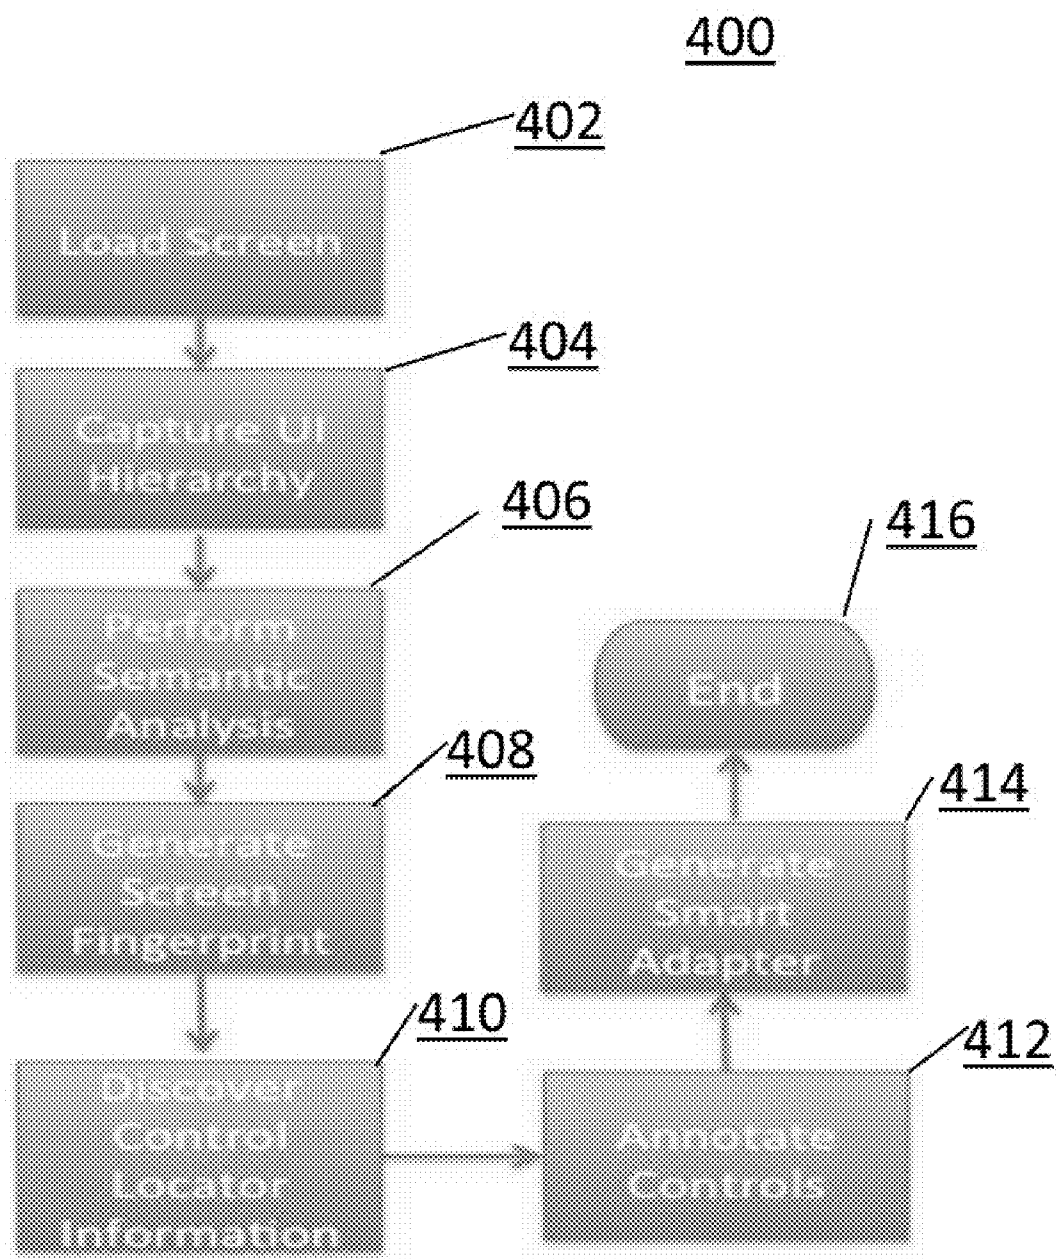 400
402
Load Screen
404
Capture UI
Hierarchy
406
Perform
Semantic
Analysis
408
Generate
Screen
Fingerprint
410
Discover
Control
Locator
Information
412
Annotate
Controls
414
Generate
Smart
Adapter
416
End